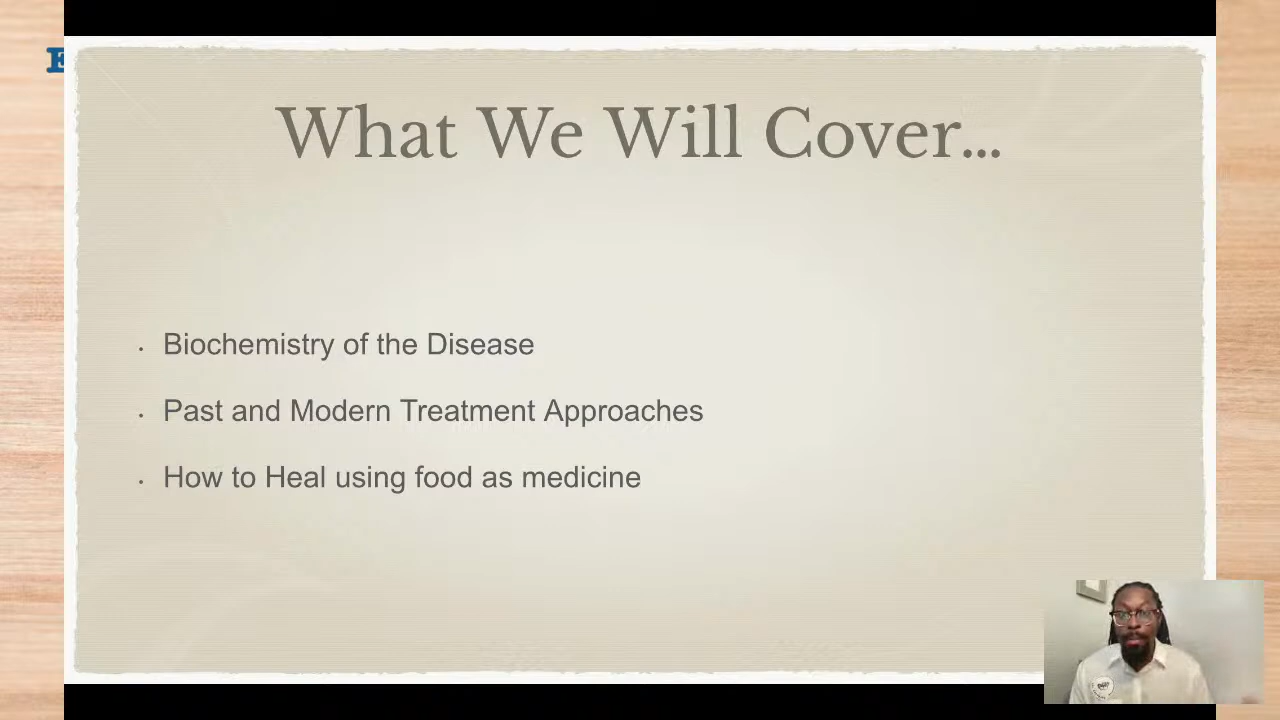 E
What We Will Cover...
· Biochemistry of the Disease
· Past and Modern Treatment Approaches
· How to Heal using food as medicine